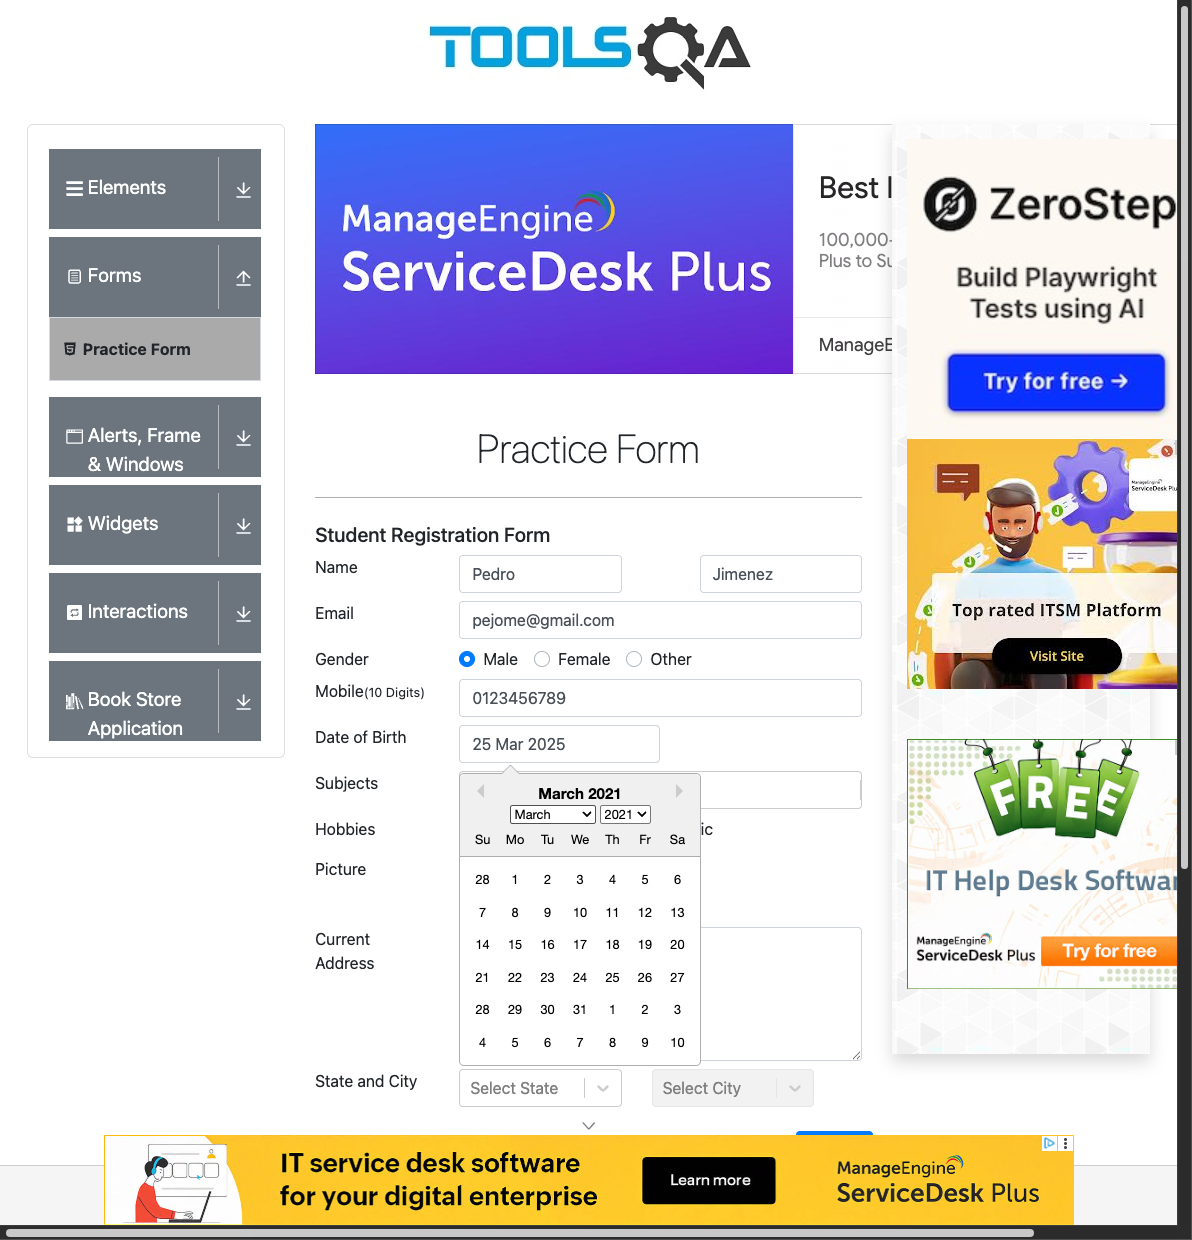 TOOLSQA
Elements
Forms
Practice Form
Alerts, Frame
& Windows
Widgets
Interactions
Book Store
Application
ManageEngine
ServiceDesk Plus
Best I
100,000-
Plus to Su
ManageE
ZeroStep
Build Playwright
Tests using AI
Try for free →
ManageEngine
ServiceDesk Plu
Top rated ITSM Platform
Visit Site
FREE
IT Help Desk Softwar
ManageEngine
ServiceDesk Plus
Try for free
Practice Form
Student Registration Form
Name
Pedro
Jimenez
Email
pejome@gmail.com
Gender
Male
Female
Other
Mobile(10 Digits)
0123456789
Date of Birth
25 Mar 2025
Subjects
Hobbies
ic
Picture
Current
Address
March 2021
March
2021
Su Mo Tu We Th Fr Sa
28 1 2 3 4 5 6
7 8 9 10 11 12 13
14 15 16 17 18 19 20
21 22 23 24 25 26 27
28 29 30 31 1 2 3
4 5 6 7 8 9 10
State and City
Select State
Select City
IT service desk software
for your digital enterprise
Learn more
ManageEngine
ServiceDesk Plus